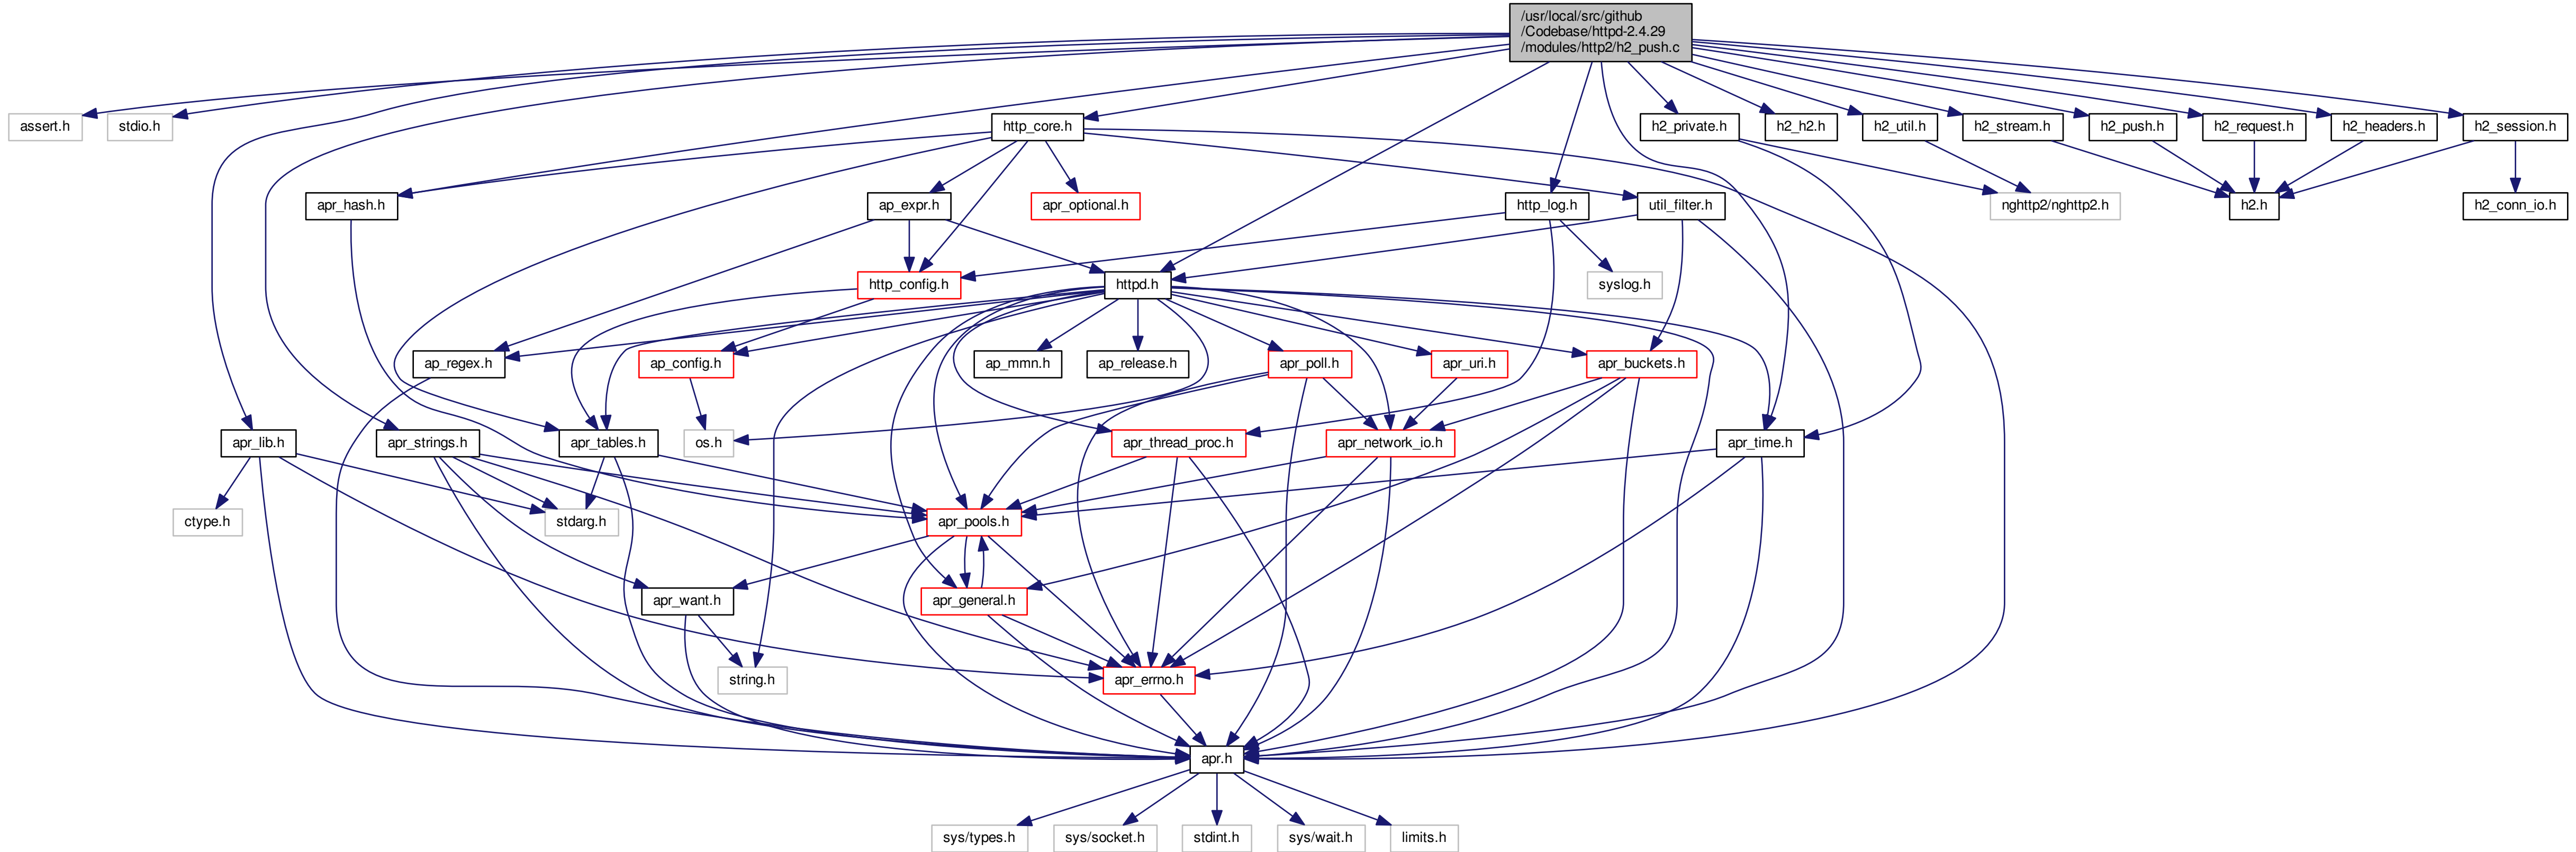 /usr/local/src/github
/Codebase/httpd-2.4.29
/modules/http2/h2_push.c
assert.h
stdio.h
http_core.h
h2_private.h
h2_h2.h
h2_util.h
h2_stream.h
h2_push.h
h2_request.h
h2_headers.h
h2_session.h
apr_hash.h
ap_expr.h
apr_optional.h
http_log.h
util_filter.h
nghttp2/nghttp2.h
h2.h
h2_conn_io.h
http_config.h
httpd.h
syslog.h
ap_regex.h
ap_config.h
ap_mmn.h
ap_release.h
apr_poll.h
apr_uri.h
apr_buckets.h
apr_lib.h
apr_strings.h
apr_tables.h
os.h
apr_thread_proc.h
apr_network_io.h
apr_time.h
ctype.h
stdarg.h
apr_pools.h
apr_want.h
apr_general.h
string.h
apr_errno.h
apr.h
sys/types.h
sys/socket.h
stdint.h
sys/wait.h
limits.h